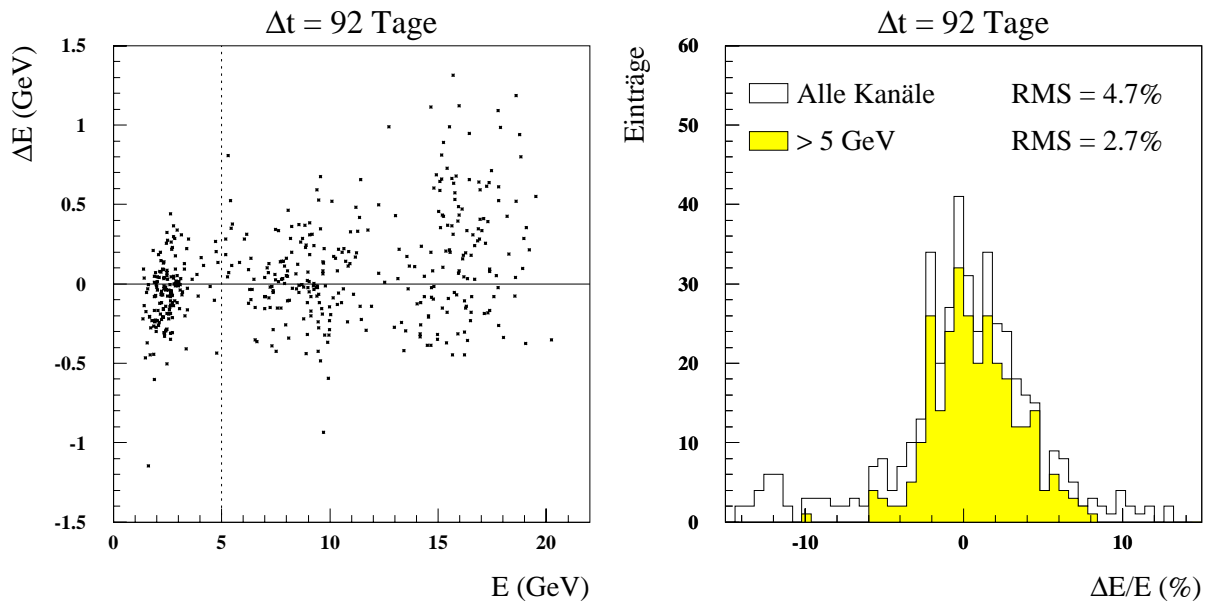 Δt = 92 Tage
ΔE (GeV)
1.5
1
0.5
0
-0.5
-1
-1.5
0 5 10 15 20
E (GeV)
Δt = 92 Tage
Einträge
60
50
40
30
20
10
0
Alle Kanäle RMS = 4.7%
> 5 GeV RMS = 2.7%
-10 0 10
ΔE/E (%)